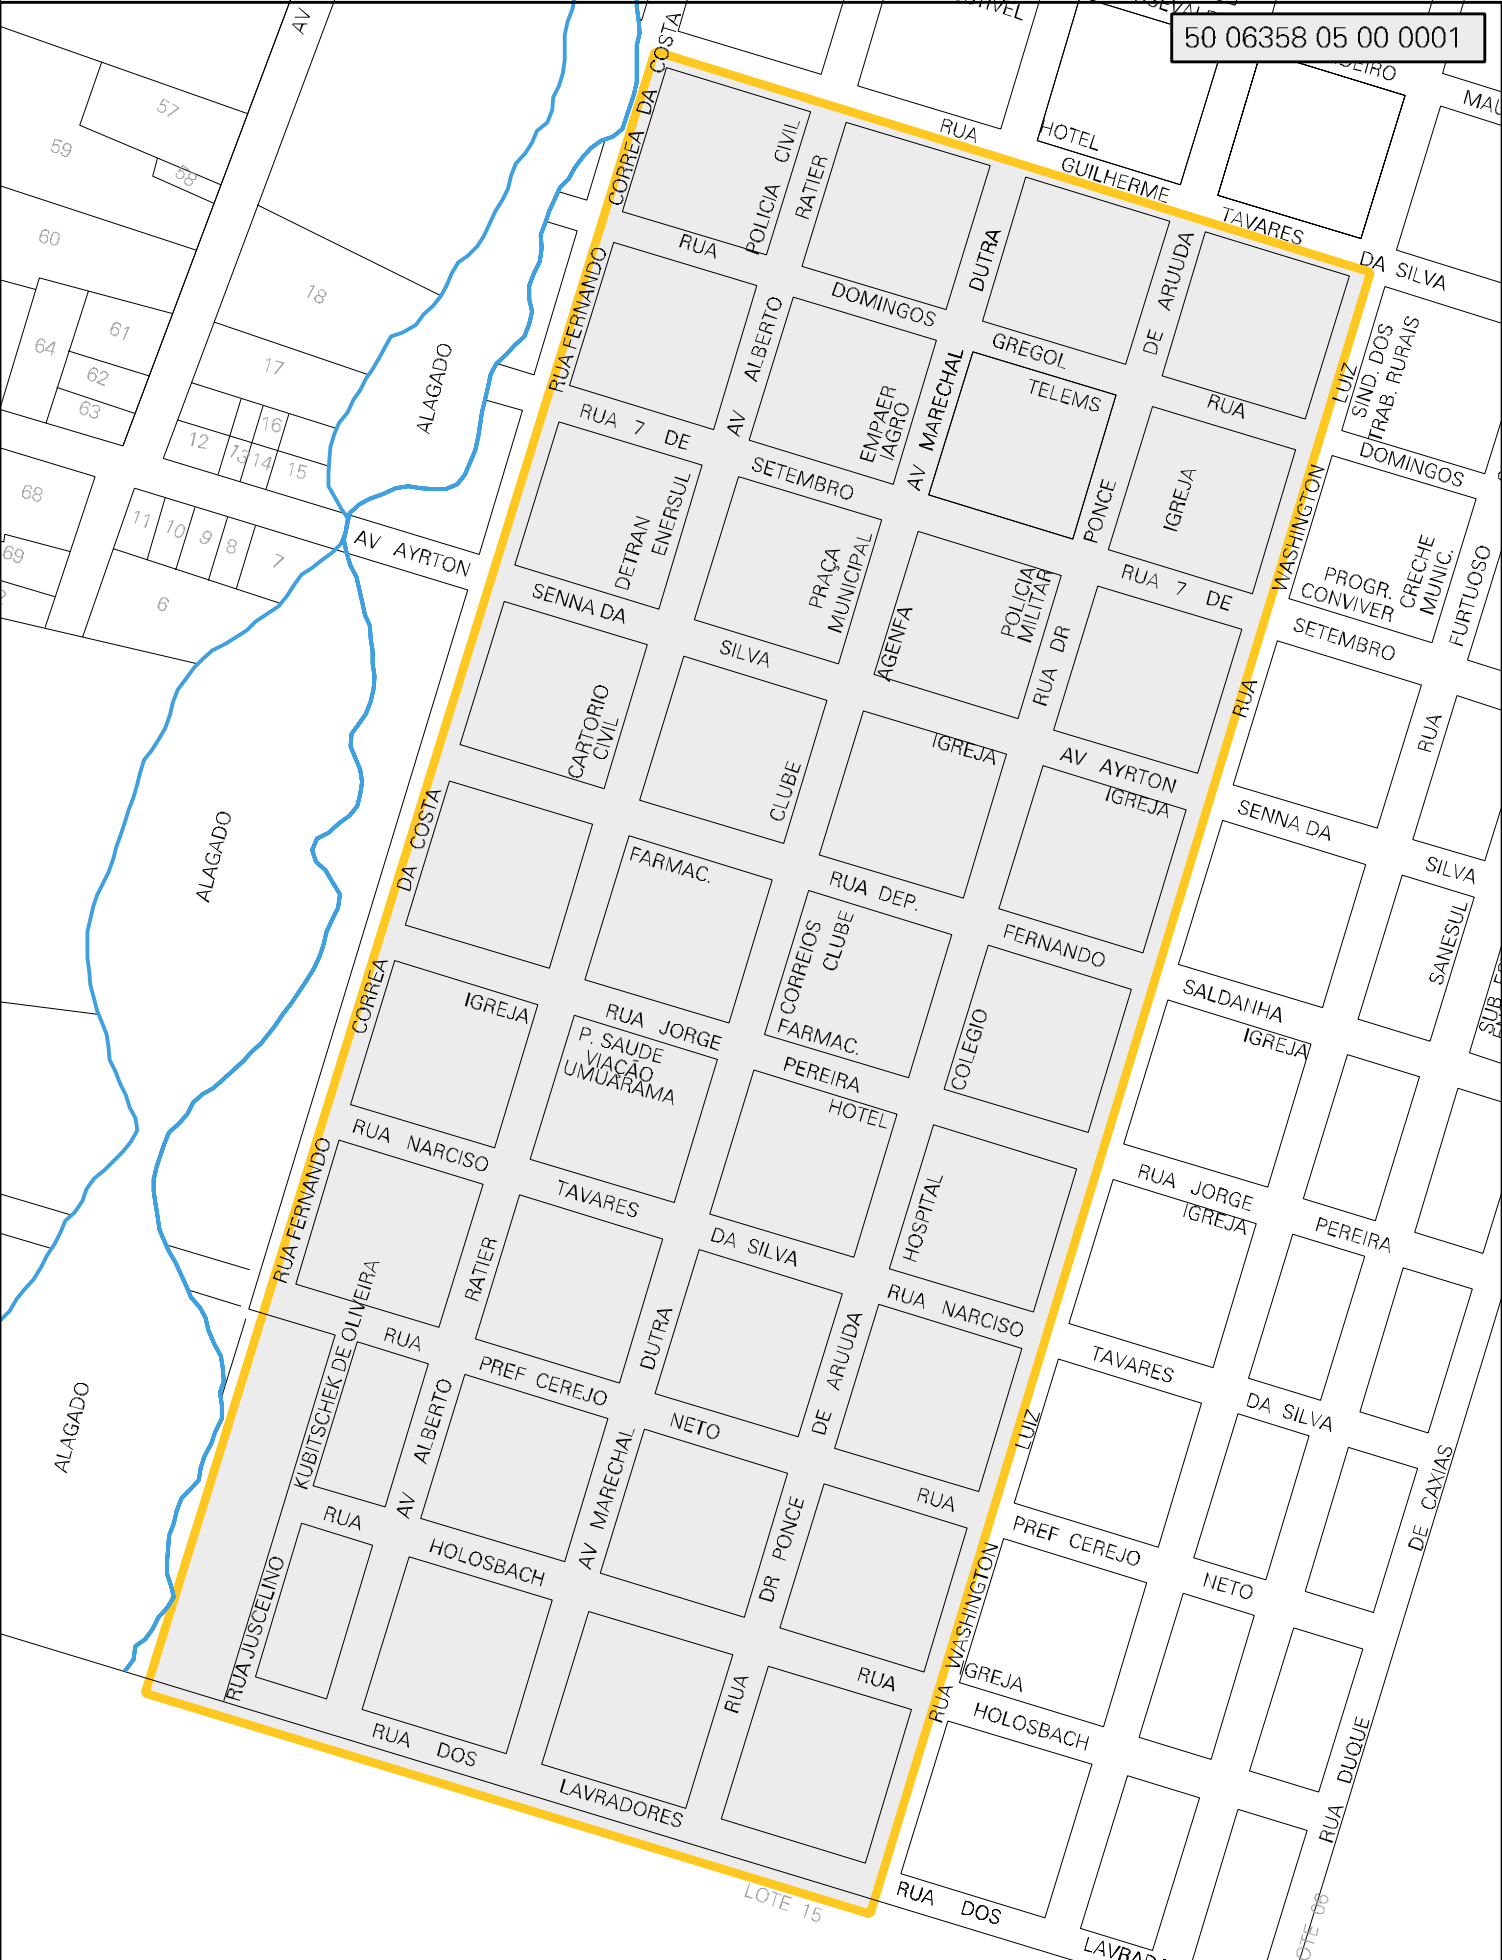 50 06358 05 00 0001
AV
COSTA
DA
CORREA
RUA
HOTEL
GUILHERME
TAVARES
DA SILVA
MAU
57
59
58
60
18
61
64
62
63
17
16
12
13
14
15
68
69
11
10
9
8
7
6
ALAGADO
AV AYRTON
POLICIA CIVIL
RATIER
RUA
DOMINGOS
DUTRA
DE ARUUDA
GREGOL
RUA FERNANDO
AV ALBERTO
EMPAER
IAGRO
AV MARECHAL
TELEMS
RUA
LUIZ
SIND. DOS
TRAB. RURAIS
DOMINGOS
RUA 7 DE
SETEMBRO
DETRAN
ENERSUL
PRAÇA
MUNICIPAL
PONCE
IGREJA
RUA 7 DE
WASHINGTON
PROGR.
CONVIVER
CRECHE
MUNIC.
FURTUOSO
SETEMBRO
SENNA DA
SILVA
AGENFA
POLICIA
MILITAR
RUA DR
RUA
RUA
CARTORIO
CIVIL
CLUBE
IGREJA
AV AYRTON
IGREJA
SENNA DA
SILVA
ALAGADO
DA COSTA
FARMAC.
RUA DEP.
FERNANDO
SALDANHA
SANESUL
CORREIOS
CLUBE
FARMAC.
COLEGIO
IGREJA
CORREA
IGREJA
RUA JORGE
PEREIRA
P. SAUDE
VIAÇÃO
UMUARAMA
HOTEL
RUA JORGE
PEREIRA
IGREJA
RUA NARCISO
TAVARES
DA SILVA
HOSPITAL
RUA NARCISO
TAVARES
DA SILVA
RUA FERNANDO
RATIER
DUTRA
DE ARUUDA
KUBITSCHEK DE OLIVEIRA
RUA
PREF CEREJO
NETO
RUA
PREF CEREJO
NETO
LUIZ
DE CAXIAS
ALAGADO
AV ALBERTO
AV MARECHAL
DR PONCE
RUA
HOLOSBACH
RUA
RUA WASHINGTON
HOLOSBACH
RUA JUSCELINO
RUA
RUA DOS
LAVRADORES
RUA DUQUE
LOTE 15
RUA DOS